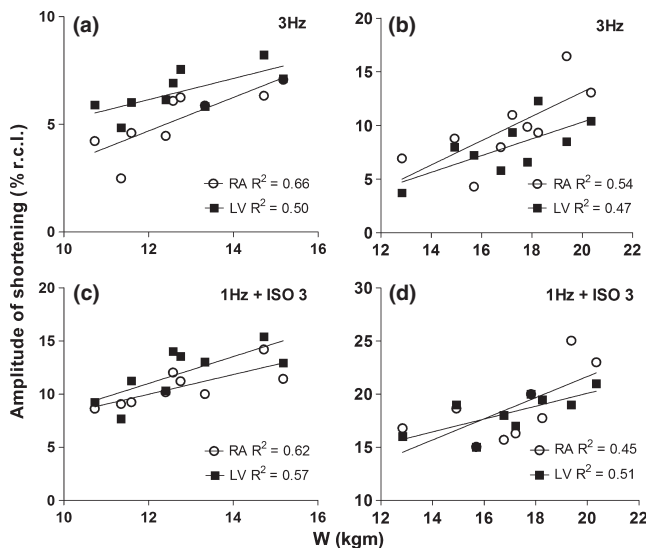 (a) 3Hz
10
5
0
10 12 14 16
RA R² = 0.66
LV R² = 0.50
(b) 3Hz
20
15
10
5
0
12 14 16 18 20 22
RA R² = 0.54
LV R² = 0.47
(c) 1Hz + ISO 3
20
15
10
5
0
10 12 14 16
RA R² = 0.62
LV R² = 0.57
(d) 1Hz + ISO 3
30
25
20
15
10
12 14 16 18 20 22
RA R² = 0.45
LV R² = 0.51
Amplitude of shortening (% r.c.l.)
W (kgm)